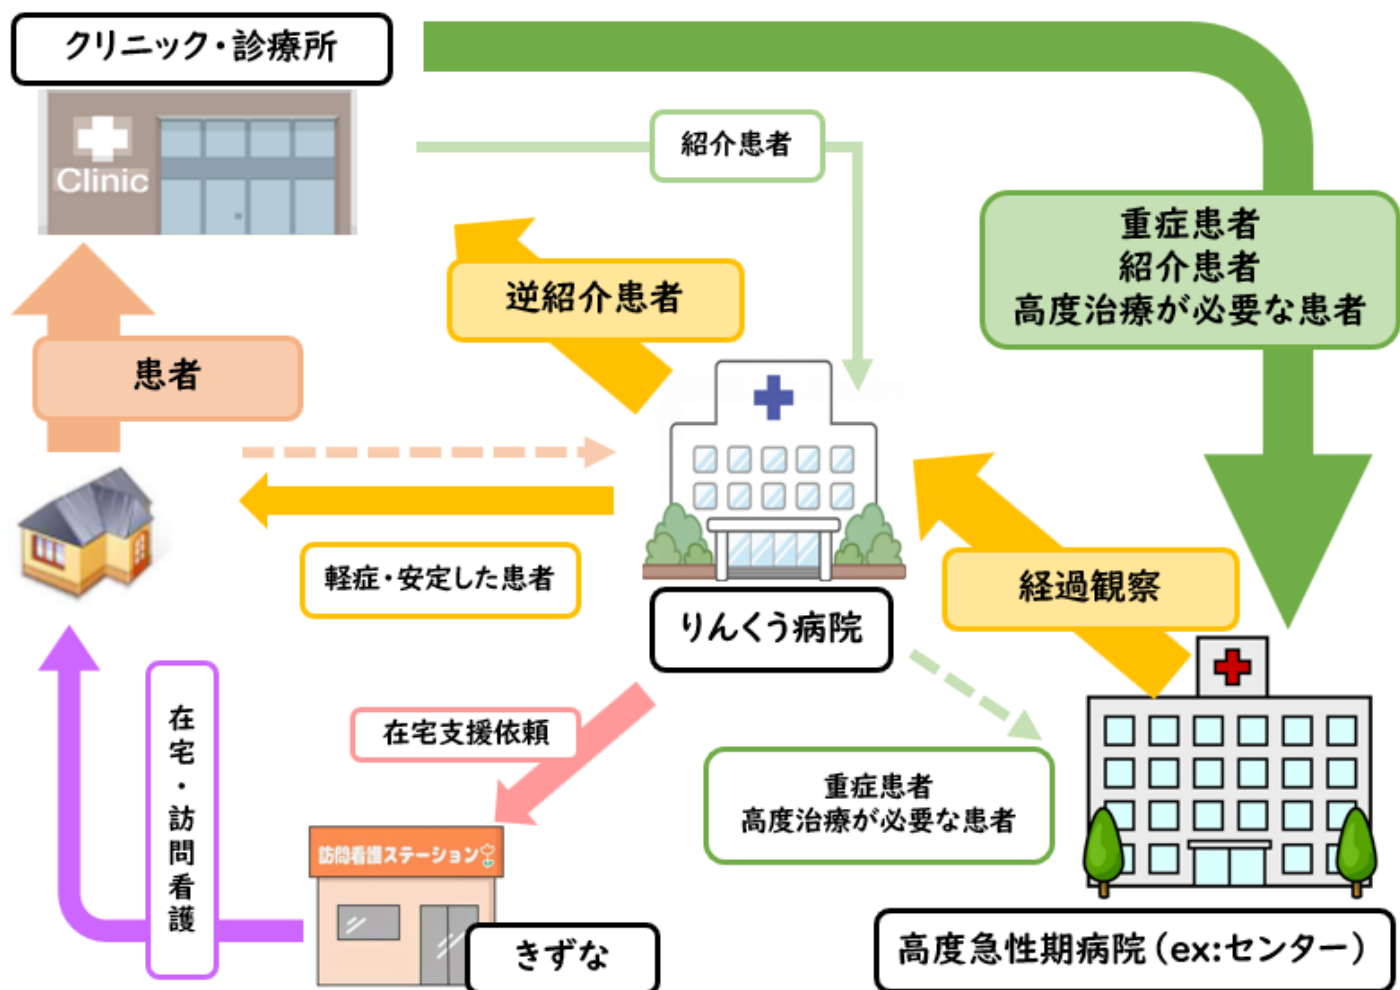 クリニック・診療所
Clinic
紹介患者
重症患者
紹介患者
高度治療が必要な患者
逆紹介患者
患者
軽症・安定した患者
りんくう病院
経過観察
在宅・訪問看護
在宅支援依頼
重症患者
高度治療が必要な患者
訪問看護ステーション
きずな
高度急性期病院(ex:センター)